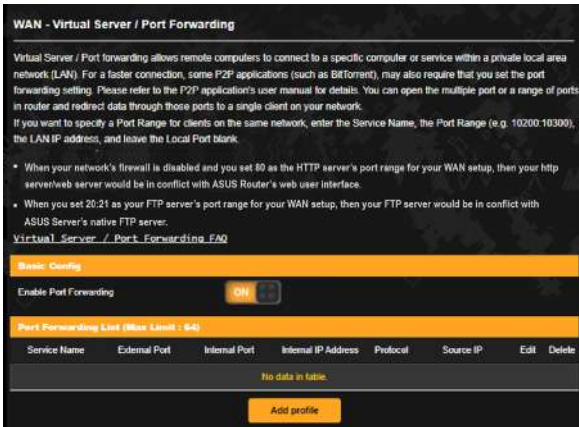 WAN - Virtual Server / Port Forwarding
Virtual Server / Port forwarding allows remote computers to connect to a specific computer or service within a private local area
network (LAN). For a faster connection, some P2P applications (such as BitTorrent), may also require that you set the port
forwarding setting. Please refer to the P2P application's user manual for details. You can open the multiple port or a range of ports
in router and redirect data through those ports to a single client on your network.
If you want to specify a Port Range for clients on the same network, enter the Service Name, the Port Range (e.g. 10200:10300),
the LAN IP address, and leave the Local Port blank.
• When your network's firewall is disabled and you set 80 as the HTTP server's port range for your WAN setup, then your http
server/web server would be in conflict with ASUS Router's web user interface.
• When you set 20:21 as your FTP server's port range for your WAN setup, then your FTP server would be in conflict with
ASUS Server's native FTP server.
Virtual Server / Port Forwarding FAQ
Basic Config
Enable Port Forwarding ON
Port Forwarding List (Max Limit : 64)
Service Name External Port Internal Port Internal IP Address Protocol Source IP Edit Delete
No data in table.
Add profile